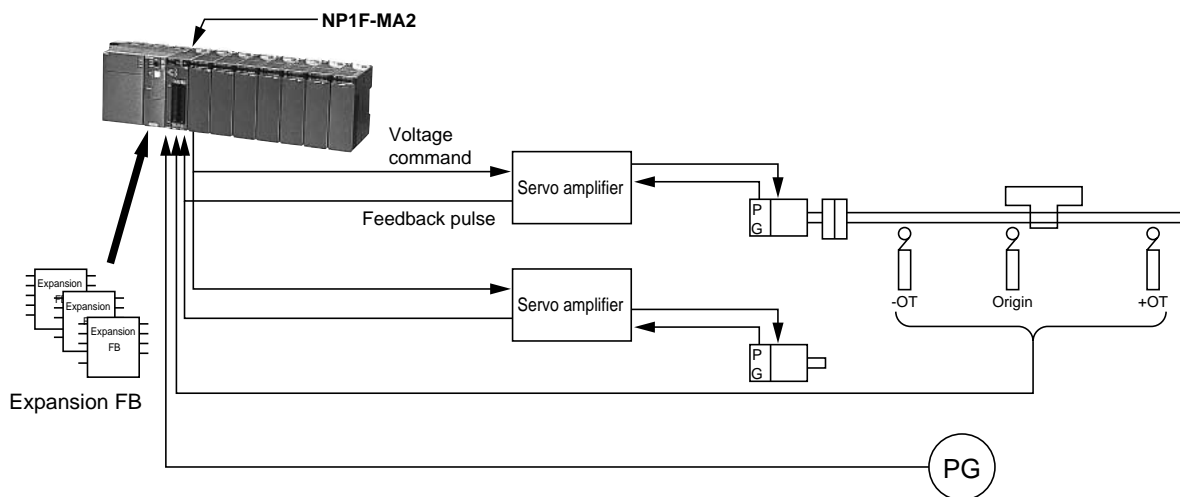 NP1F-MA2
Voltage
command
Servo amplifier
Feedback pulse
P
G
-OT
Origin
+OT
Servo amplifier
P
G
Expansion
F
Expansion
F
Expansion
FB
Expansion FB
PG